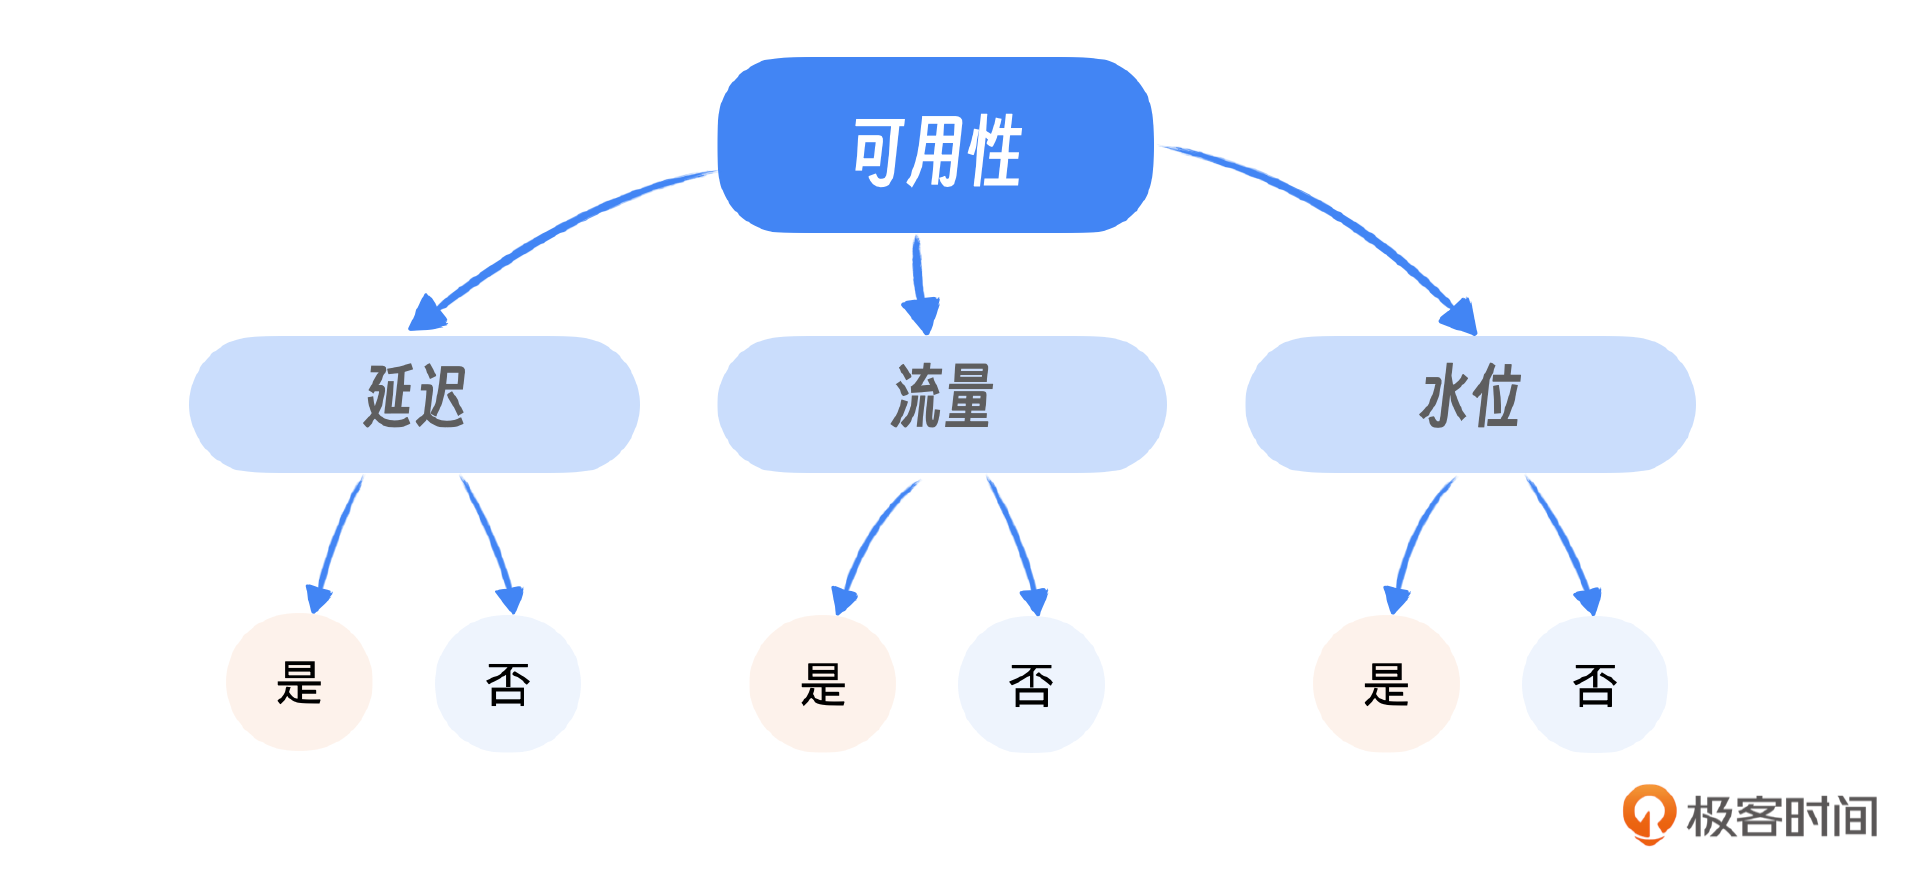 可用性
延迟
流量
水位
是
否
是
否
是
否
极客时间